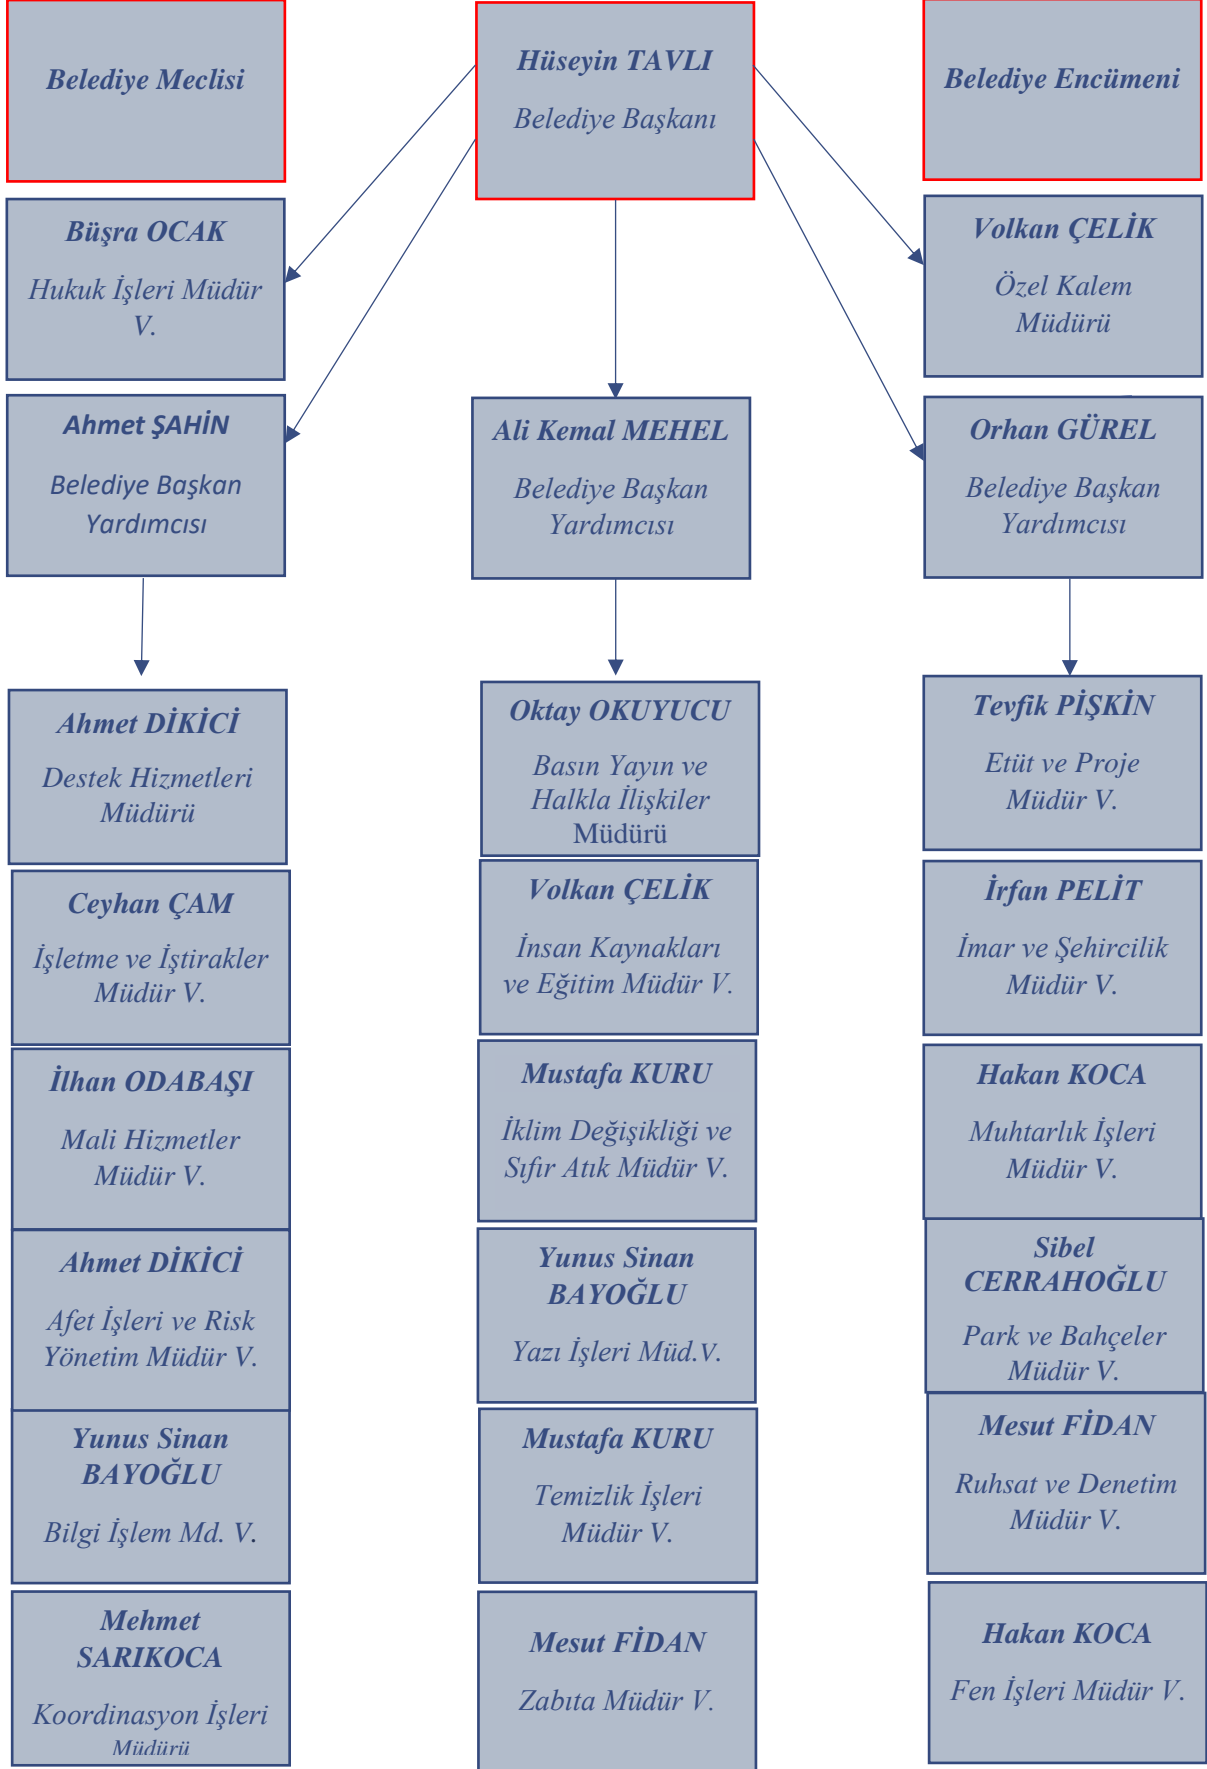 Belediye Meclisi
Hüseyin TAVLI
Belediye Başkanı
Belediye Encümeni
Büşra OCAK
Hukuk İşleri Müdür
V.
Volkan ÇELİK
Özel Kalem
Müdürü
Ahmet ŞAHİN
Belediye Başkan
Yardımcısı
Ali Kemal MEHEL
Belediye Başkan
Yardımcısı
Orhan GÜREL
Belediye Başkan
Yardımcısı
Ahmet DİKİCİ
Destek Hizmetleri
Müdürü
Ceyhan ÇAM
İşletme ve İştirakler
Müdür V.
İlhan ODABAŞI
Mali Hizmetler
Müdür V.
Ahmet DİKİCİ
Afet İşleri ve Risk
Yönetim Müdür V.
Yunus Sinan
BAYOĞLU
Bilgi İşlem Md. V.
Mehmet
SARIKOCA
Koordinasyon İşleri
Müdürü
Oktay OKUYUCU
Basın Yayın ve
Halkla İlişkiler
Müdürü
Volkan ÇELİK
İnsan Kaynakları
ve Eğitim Müdür V.
Mustafa KURU
İklim Değişikliği ve
Sıfır Atık Müdür V.
Yunus Sinan
BAYOĞLU
Yazı İşleri Müd.V.
Mustafa KURU
Temizlik İşleri
Müdür V.
Mesut FİDAN
Zabıta Müdür V.
Tevfik PİŞKİN
Etüt ve Proje
Müdür V.
İrfan PELİT
İmar ve Şehircilik
Müdür V.
Hakan KOCA
Muhtarlık İşleri
Müdür V.
Sibel
CERRAHOĞLU
Park ve Bahçeler
Müdür V.
Mesut FİDAN
Ruhsat ve Denetim
Müdür V.
Hakan KOCA
Fen İşleri Müdür V.